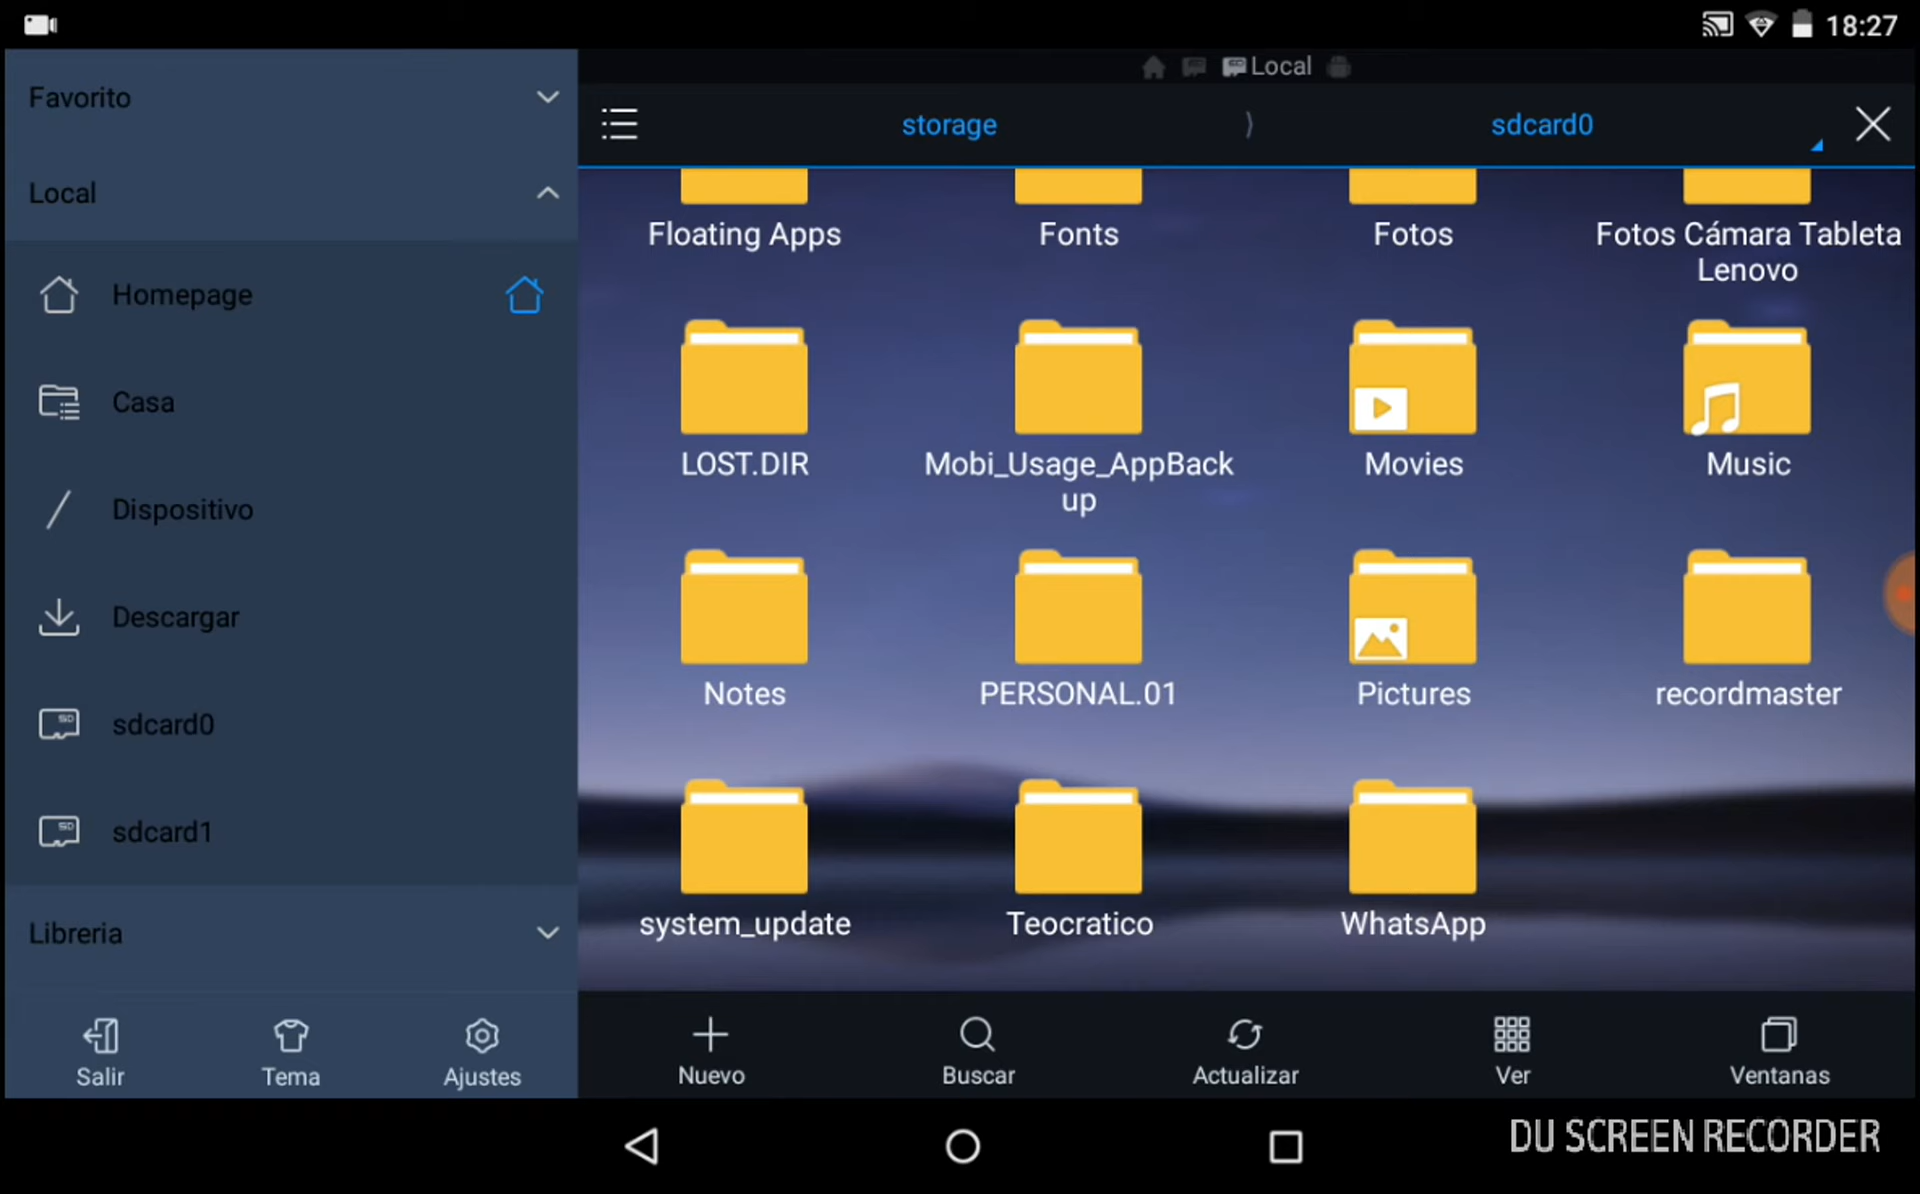 18:27
Favorito
Local
Homepage
Casa
Dispositivo
Descargar
SD sdcard0
SD sdcard1
Libreria
Salir
Tema
Ajustes
Local
storage
sdcard0
Floating Apps
Fonts
Fotos
Fotos Cámara Tableta
Lenovo
LOST.DIR
Mobi_Usage_AppBack
up
Movies
Music
Notes
PERSONAL.01
Pictures
recordmaster
system_update
Teocratico
WhatsApp
Nuevo
Buscar
Actualizar
Ver
Ventanas
DU SCREEN RECORDER